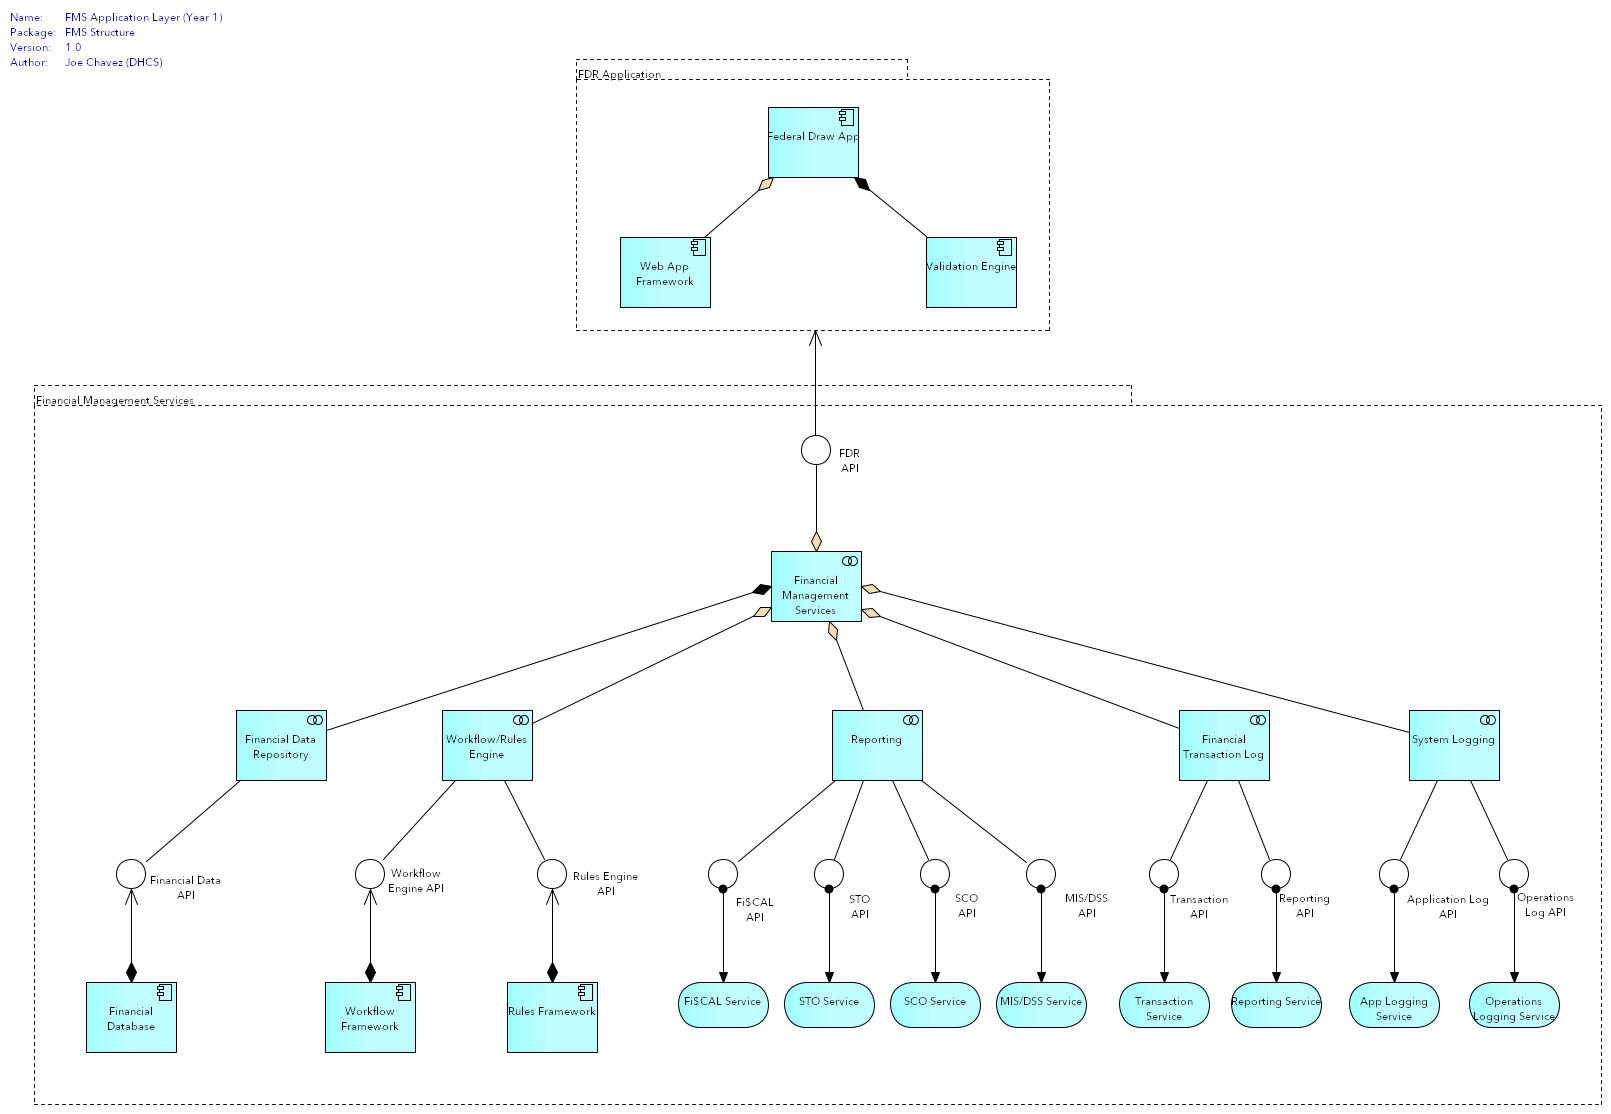 Name: FMS Application Layer (Year 1)
Package: FMS Structure
Version: 1.0
Author: Joe Chavez (DHCS)
FDR Application
Federal Draw App
Web App
Framework
Validation Engine
Financial Management Services
FDR
API
Financial
Management
Services
Financial Data
Repository
Workflow/Rules
Engine
Reporting
Financial
Transaction Log
System Logging
Financial Data
API
Workflow
Engine API
Rules Engine
API
Fi$CAL
API
STO
API
SCO
API
MIS/DSS
API
Transaction
API
Reporting
API
Application Log
API
Operations
Log API
Financial
Database
Workflow
Framework
Rules Framework
Fi$CAL Service
STO Service
SCO Service
MIS/DSS Service
Transaction
Service
Reporting Service
App Logging
Service
Operations
Logging Service